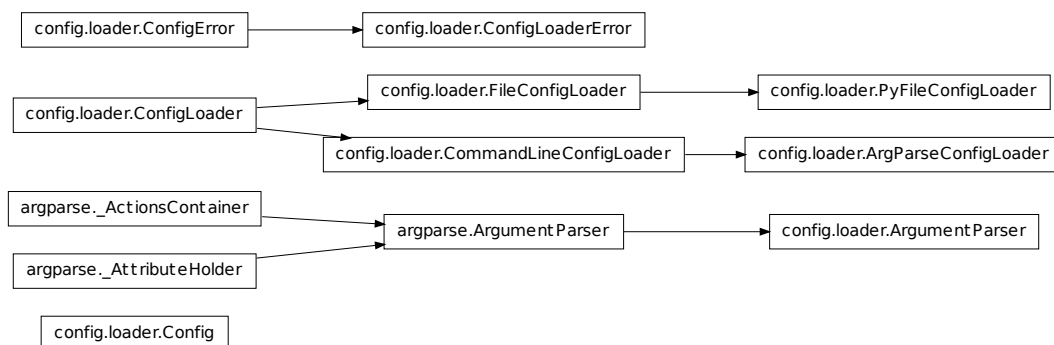 config.loader.ConfigError
config.loader.ConfigLoaderError
config.loader.FileConfigLoader
config.loader.PyFileConfigLoader
config.loader.ConfigLoader
config.loader.CommandLineConfigLoader
config.loader.ArgParseConfigLoader
argparse._ActionsContainer
argparse.ArgumentParser
config.loader.ArgumentParser
argparse._AttributeHolder
config.loader.Config